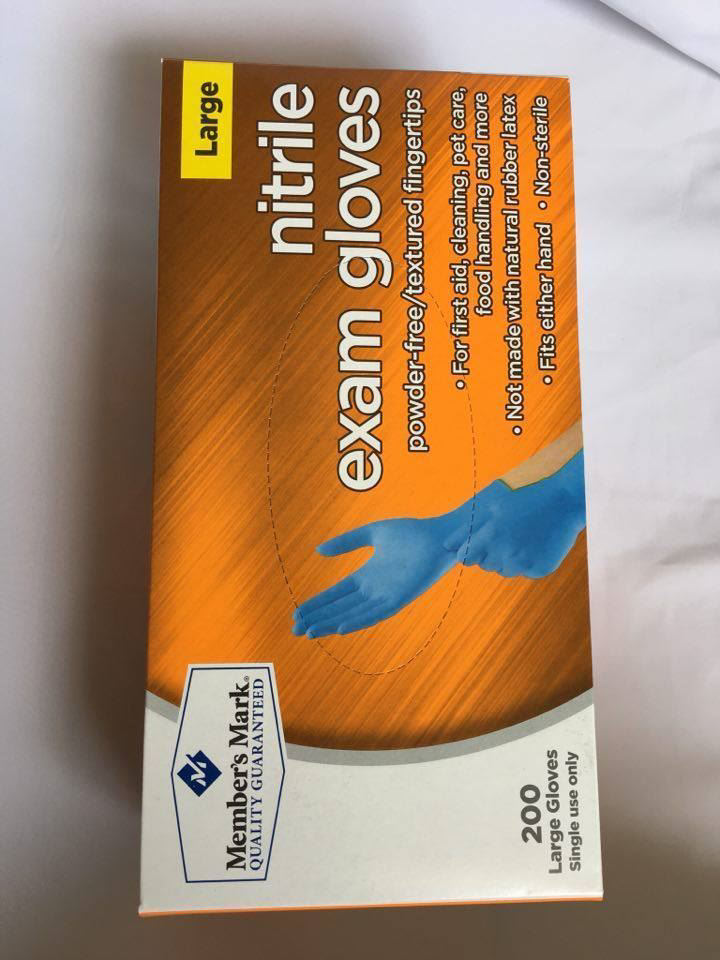 Large
nitrile
exam gloves
powder-free/textured fingertips
• For first aid, cleaning, pet care,
food handling and more
• Not made with natural rubber latex
• Fits either hand • Non-sterile
M
Member's Mark®
QUALITY GUARANTEED
200
Large Gloves
Single use only